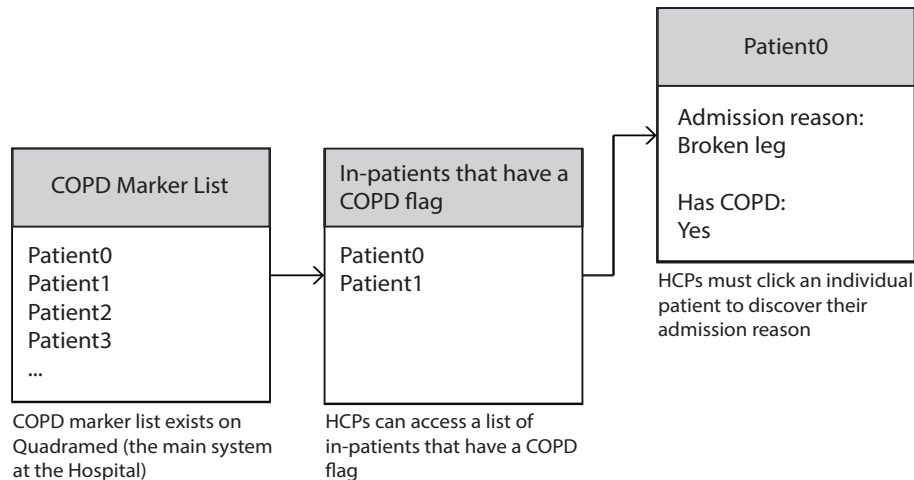 COPD Marker List
Patient0
Patient1
Patient2
Patient3
...
COPD marker list exists on
Quadramed (the main system
at the Hospital)
In-patients that have a
COPD flag
Patient0
Patient1
HCPs can access a list of
in-patients that have a COPD
flag
Patient0
Admission reason:
Broken leg
Has COPD:
Yes
HCPs must click an individual
patient to discover their
admission reason